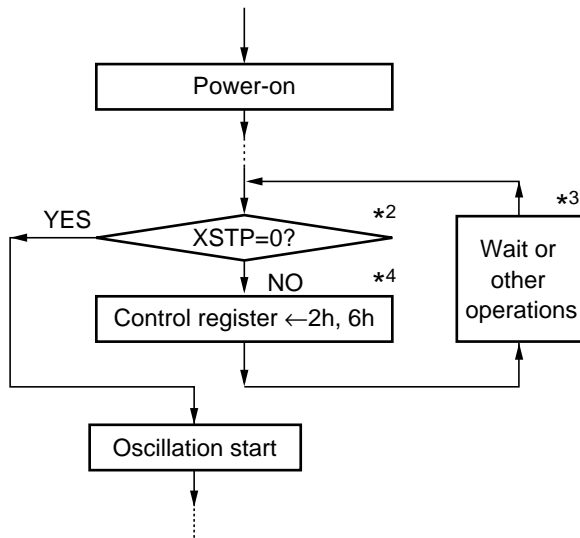 Power-on
*3
YES
*2
XSTP=0?
Wait or
other
operations
NO
*4
Control register ←2h, 6h
Oscillation start